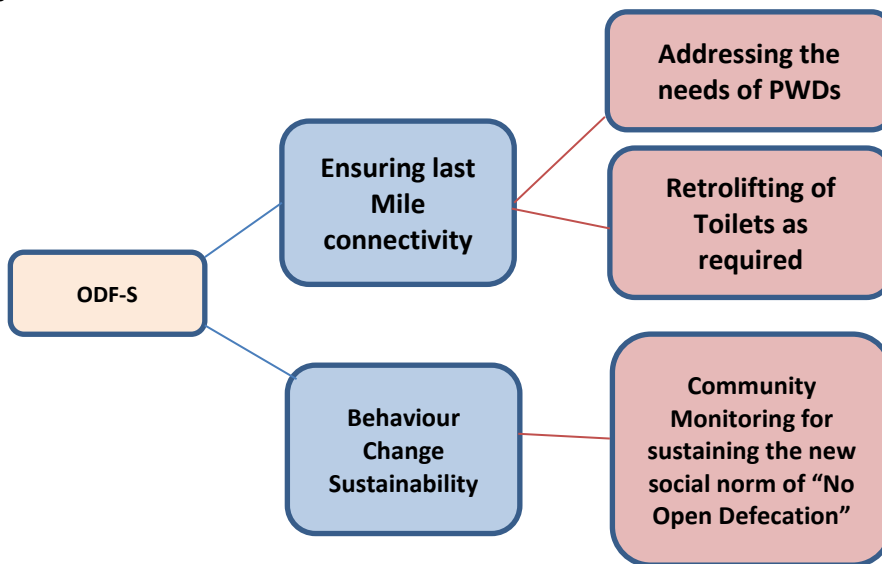 ODF-S
Ensuring last
Mile
connectivity
Addressing the
needs of PWDs
Retrolifting of
Toilets as
required
Behaviour
Change
Sustainability
Community
Monitoring for
sustaining the new
social norm of “No
Open Defecation”